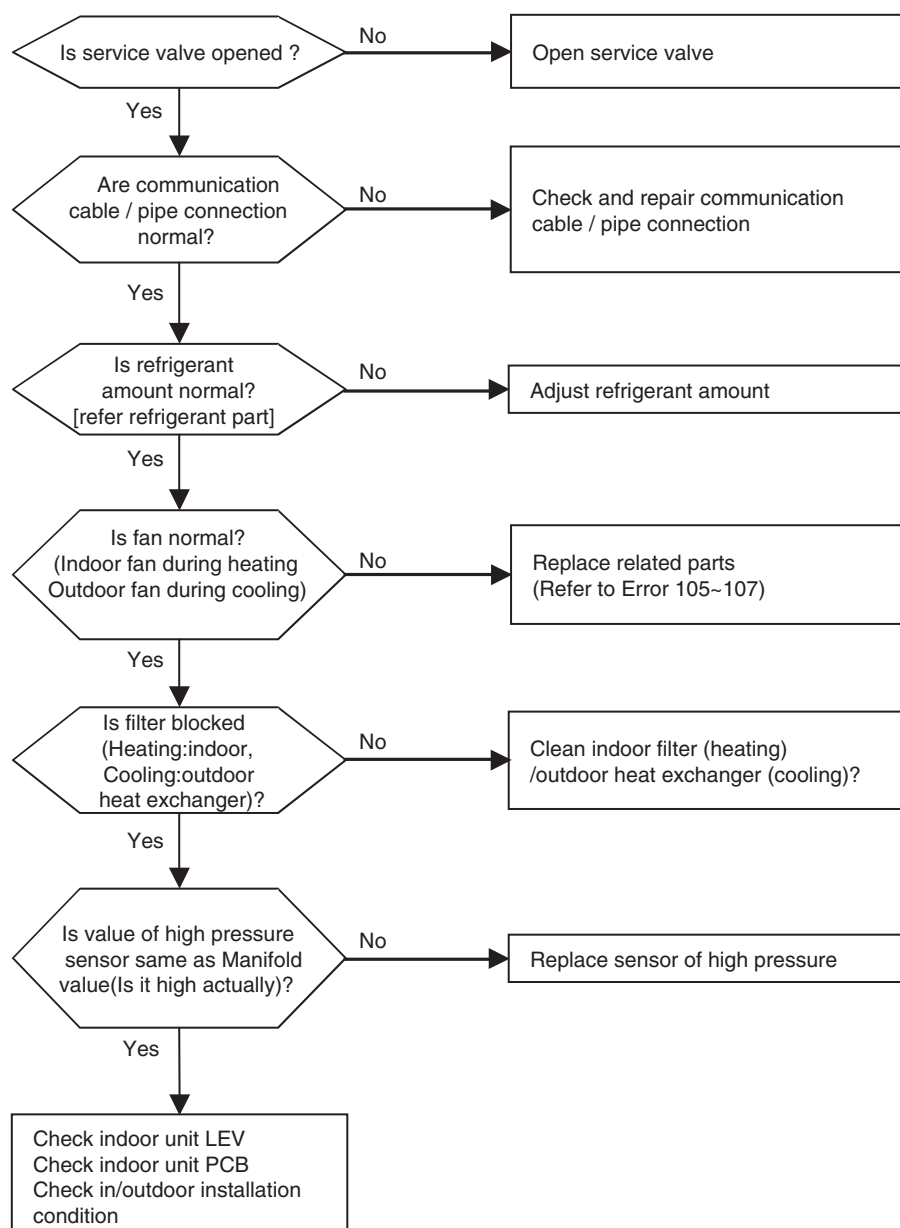 Is service valve opened ?
No
Open service valve
Yes
Are communication
cable / pipe connection
normal?
No
Check and repair communication
cable / pipe connection
Yes
Is refrigerant
amount normal?
[refer refrigerant part]
No
Adjust refrigerant amount
Yes
Is fan normal?
(Indoor fan during heating
Outdoor fan during cooling)
No
Replace related parts
(Refer to Error 105~107)
Yes
Is filter blocked
(Heating:indoor,
Cooling:outdoor
heat exchanger)?
No
Clean indoor filter (heating)
/outdoor heat exchanger (cooling)?
Yes
Is value of high pressure
sensor same as Manifold
value(Is it high actually)?
No
Replace sensor of high pressure
Yes
Check indoor unit LEV
Check indoor unit PCB
Check in/outdoor installation
condition